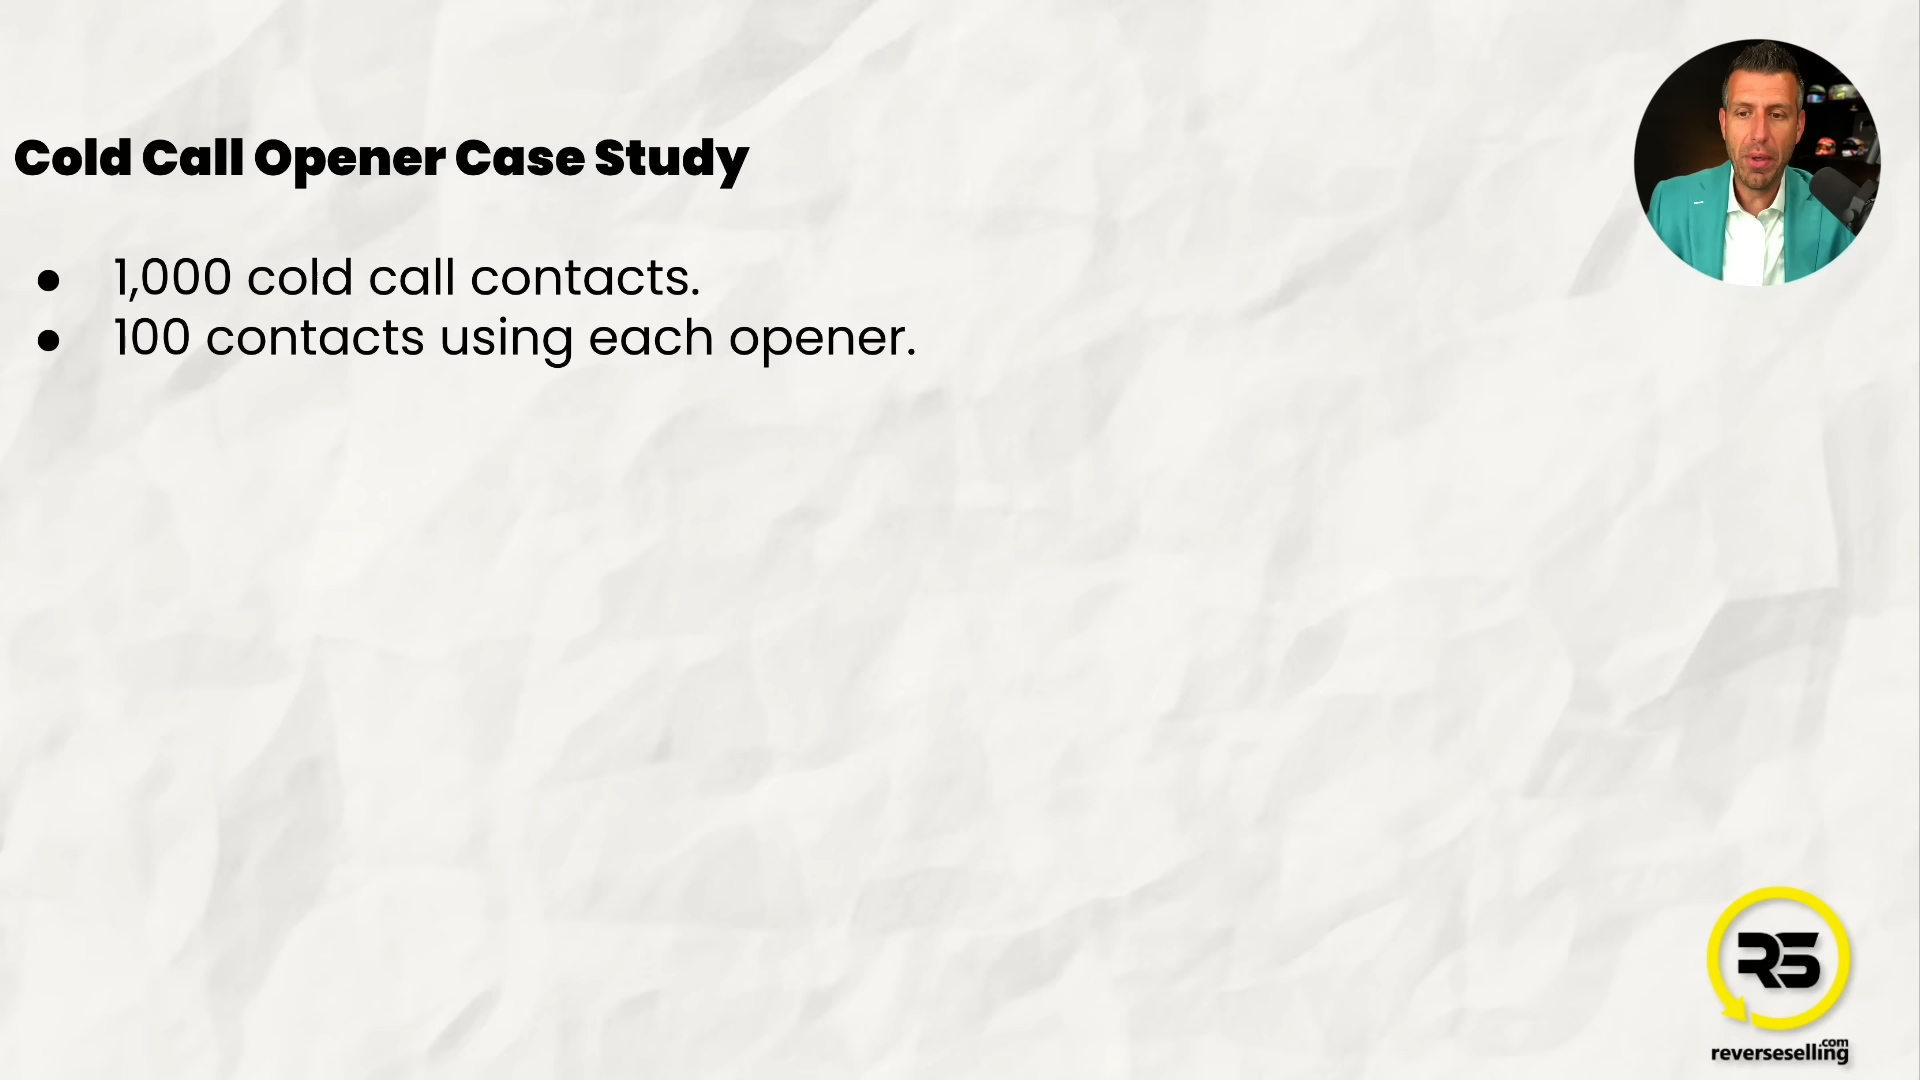 Cold Call Opener Case Study
● 1,000 cold call contacts.
● 100 contacts using each opener.
RS
reverseselling.com